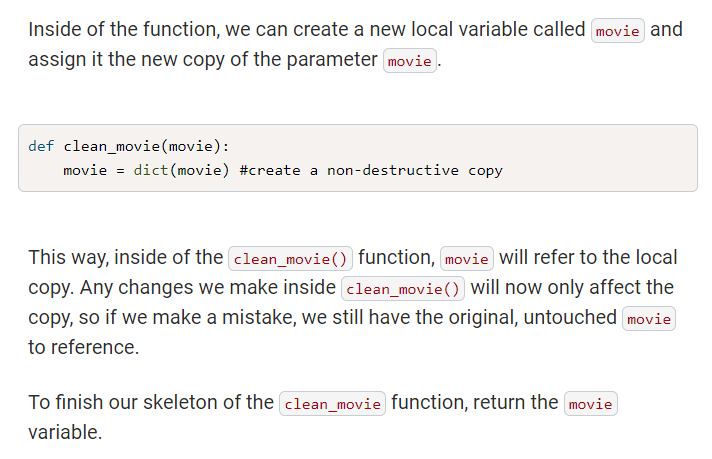 Inside of the function, we can create a new local variable called movie and
assign it the new copy of the parameter movie.
def clean_movie(movie):
    movie = dict(movie) #create a non-destructive copy
This way, inside of the clean_movie() function, movie will refer to the local
copy. Any changes we make inside clean_movie() will now only affect the
copy, so if we make a mistake, we still have the original, untouched movie
to reference.
To finish our skeleton of the clean_movie function, return the movie
variable.